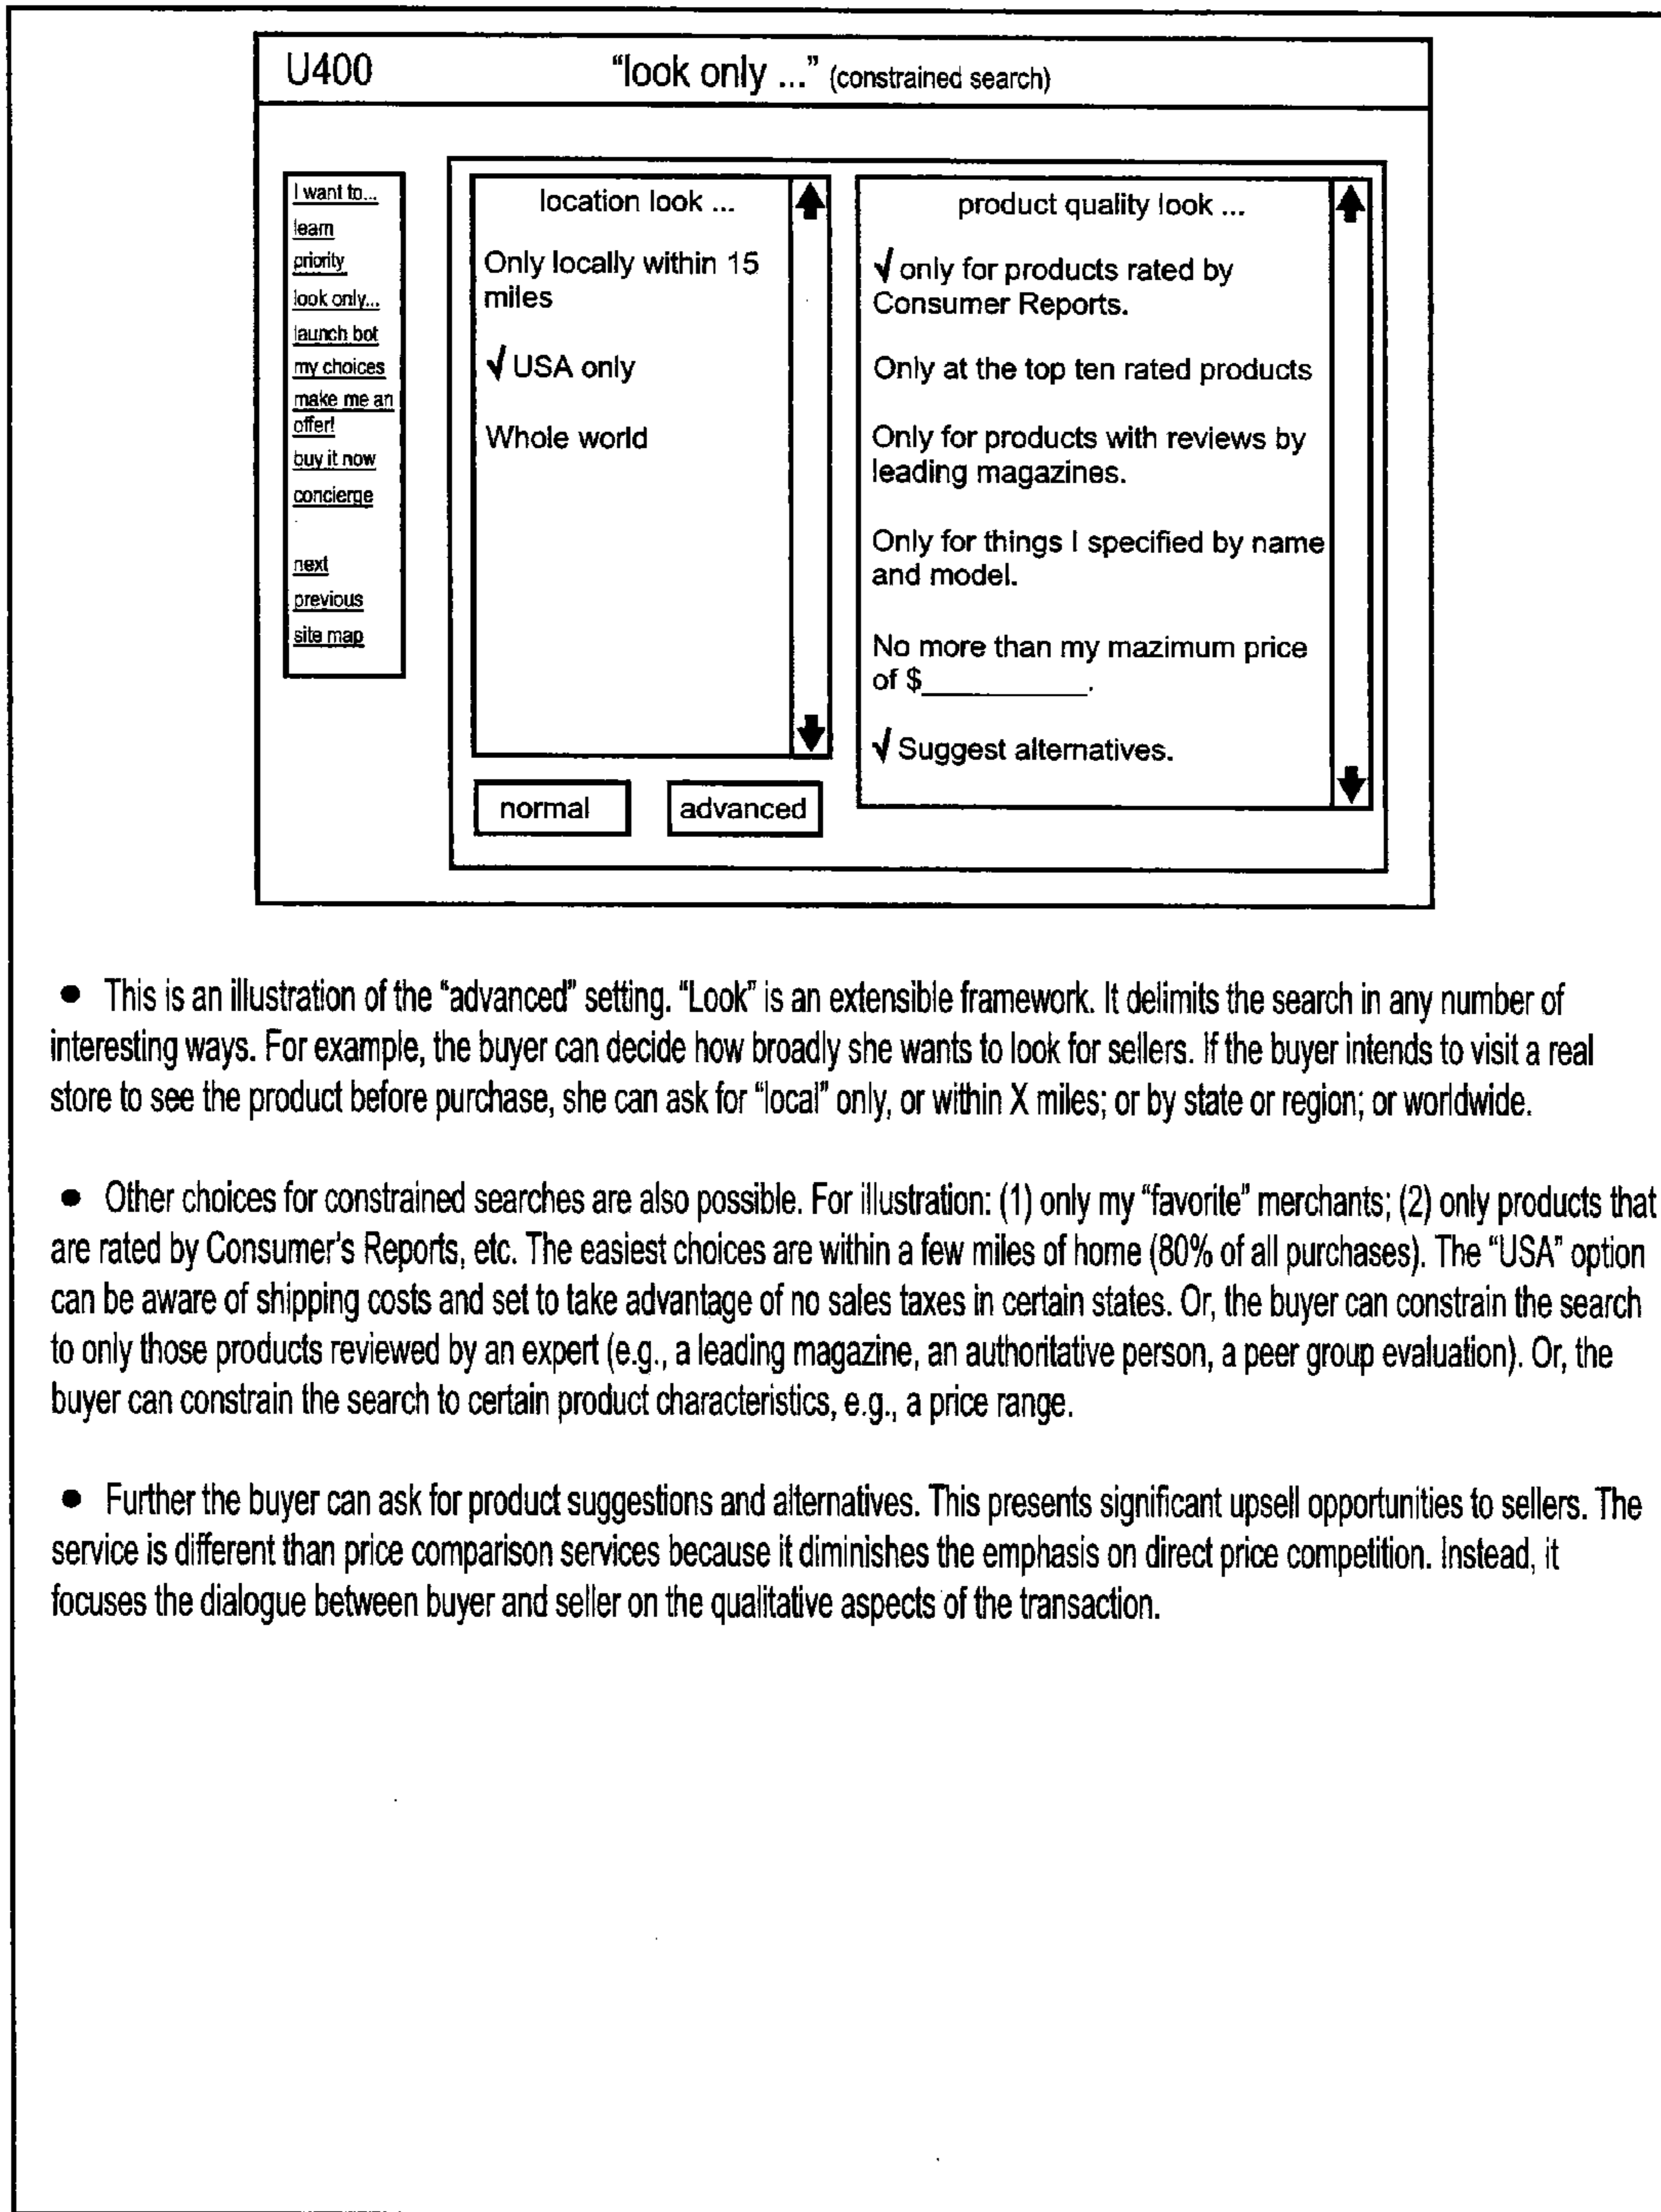 U400
"look only ..." (constrained search)
I want to...
learn
priority
look only...
launch bot
my choices
make me an
offer!
buy it now
concierge
next
previous
site map
location look ...
Only locally within 15
miles
√ USA only
Whole world
normal
advanced
product quality look ...
√ only for products rated by
Consumer Reports.
Only at the top ten rated products
Only for products with reviews by
leading magazines.
Only for things I specified by name
and model.
No more than my mazimum price
of $___________.
√ Suggest alternatives.
● This is an illustration of the "advanced" setting. "Look" is an extensible framework. It delimits the search in any number of
interesting ways. For example, the buyer can decide how broadly she wants to look for sellers. If the buyer intends to visit a real
store to see the product before purchase, she can ask for "local" only, or within X miles; or by state or region; or worldwide.
● Other choices for constrained searches are also possible. For illustration: (1) only my "favorite" merchants; (2) only products that
are rated by Consumer's Reports, etc. The easiest choices are within a few miles of home (80% of all purchases). The "USA" option
can be aware of shipping costs and set to take advantage of no sales taxes in certain states. Or, the buyer can constrain the search
to only those products reviewed by an expert (e.g., a leading magazine, an authoritative person, a peer group evaluation). Or, the
buyer can constrain the search to certain product characteristics, e.g., a price range.
● Further the buyer can ask for product suggestions and alternatives. This presents significant upsell opportunities to sellers. The
service is different than price comparison services because it diminishes the emphasis on direct price competition. Instead, it
focuses the dialogue between buyer and seller on the qualitative aspects of the transaction.